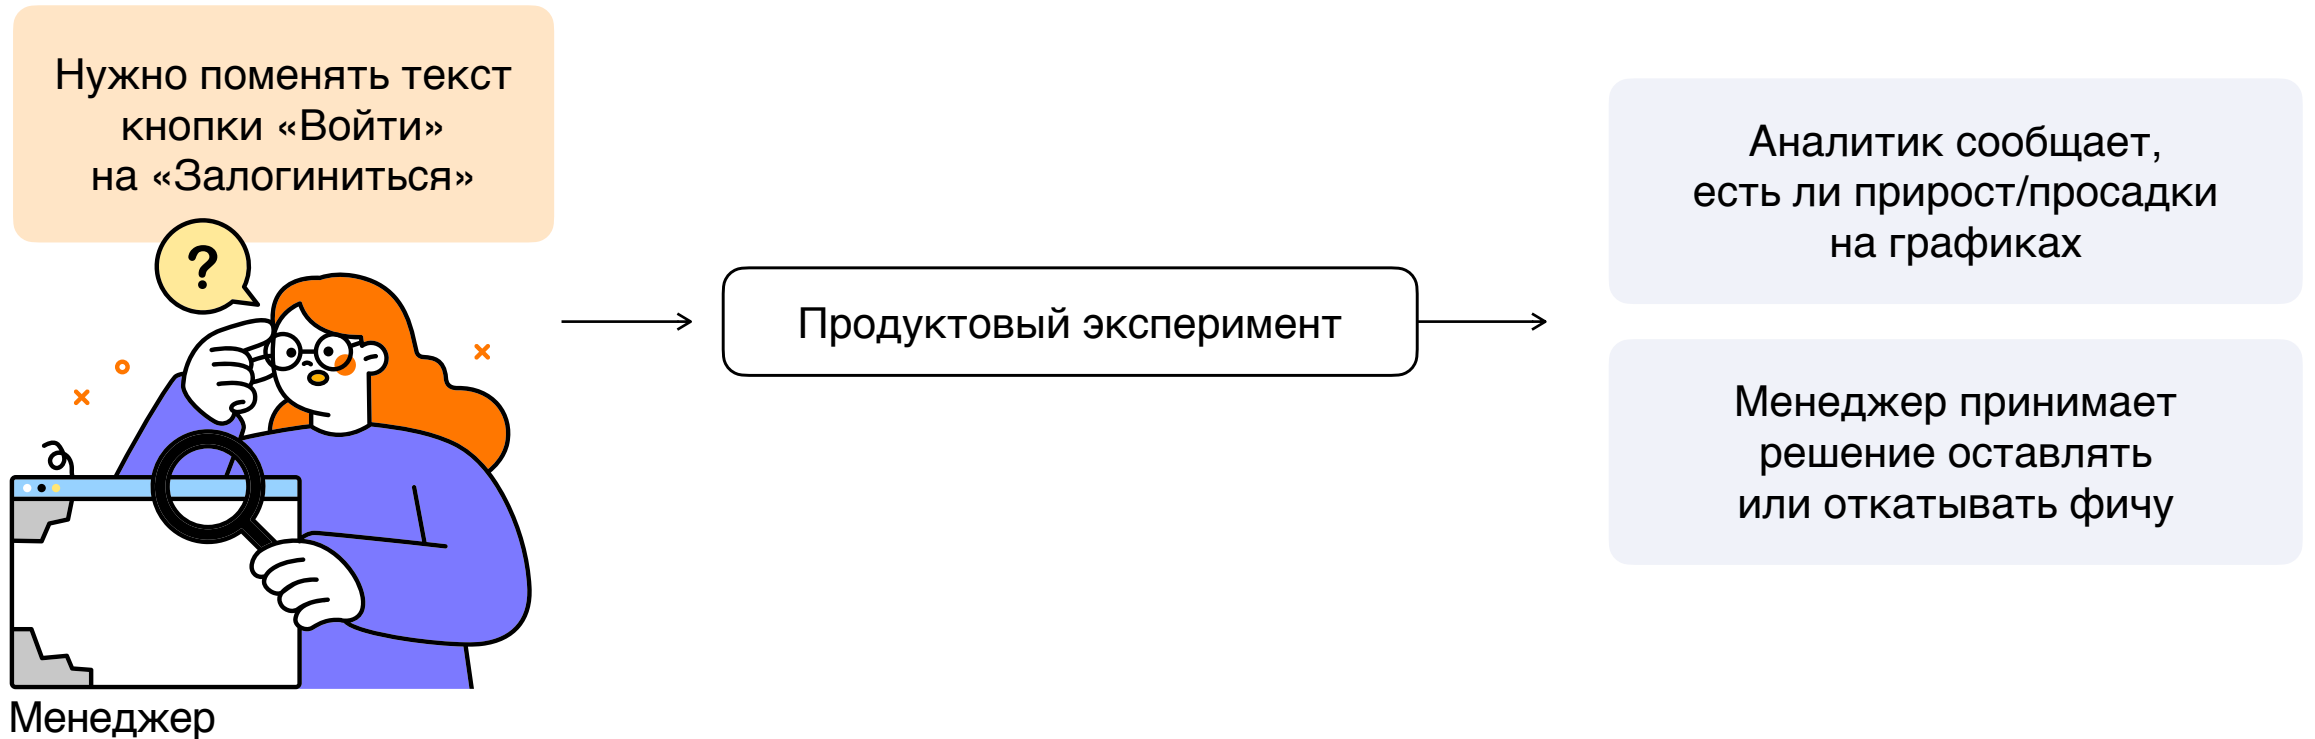 Нужно поменять текст
кнопки «Войти»
на «Залогиниться»
?
Менеджер
Продуктовый эксперимент
Аналитик сообщает,
есть ли прирост/просадки
на графиках
Менеджер принимает
решение оставлять
или откатывать фичу